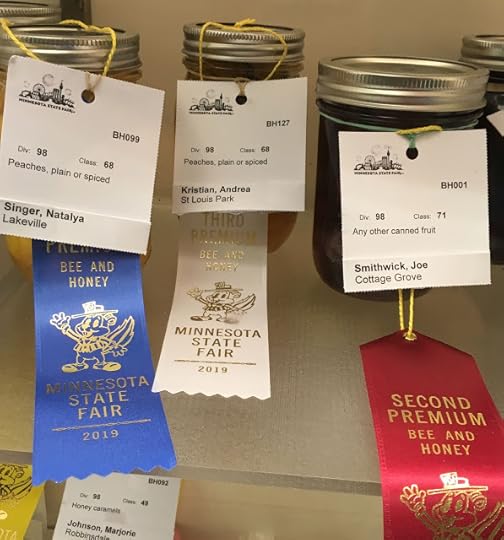 MINNESOTA STATE FAIR
BH099
Div: 98 Class: 68
Peaches, plain or spiced
Singer, Natalya
Lakeville
PREMIUM
BEE AND
HONEY
MINNESOTA
STATE
FAIR
2019
MINNESOTA STATE FAIR
BH127
Div: 98 Class: 68
Peaches, plain or spiced
Kristian, Andrea
St Louis Park
THIRD
PREMIUM
BEE AND
HONEY
MINNESOTA
STATE
FAIR
2019
MINNESOTA STATE FAIR
BH001
Div: 98 Class: 71
Any other canned fruit
Smithwick, Joe
Cottage Grove
SECOND
PREMIUM
BEE AND
HONEY
BH092
Div: 98 Class: 49
Honey caramels
Johnson, Marjorie
Robbinsdale